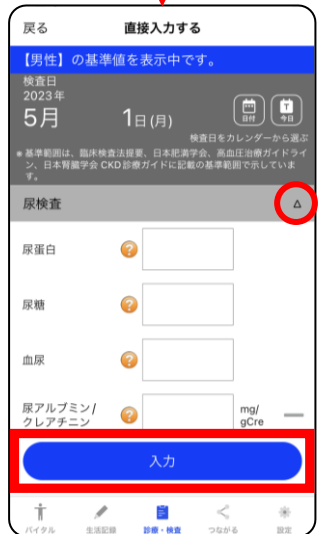 戻る
直接入力する
【男性】の基準値を表示中です。
検査日
2023年
5月 1日(月)
日付
今日
検査日をカレンダーから選ぶ
※基準範囲は、臨床検査法提要、日本肥満学会、高血圧治療ガイドライ
ン、日本腎臓学会 CKD診療ガイドに記載の基準範囲で示していま
す。
尿検査 △
尿蛋白 ?
尿糖 ?
血尿 ?
尿アルブミン/
クレアチニン ? mg/
gCre —
入力
バイタル
生活記録
診療・検査
つながる
設定